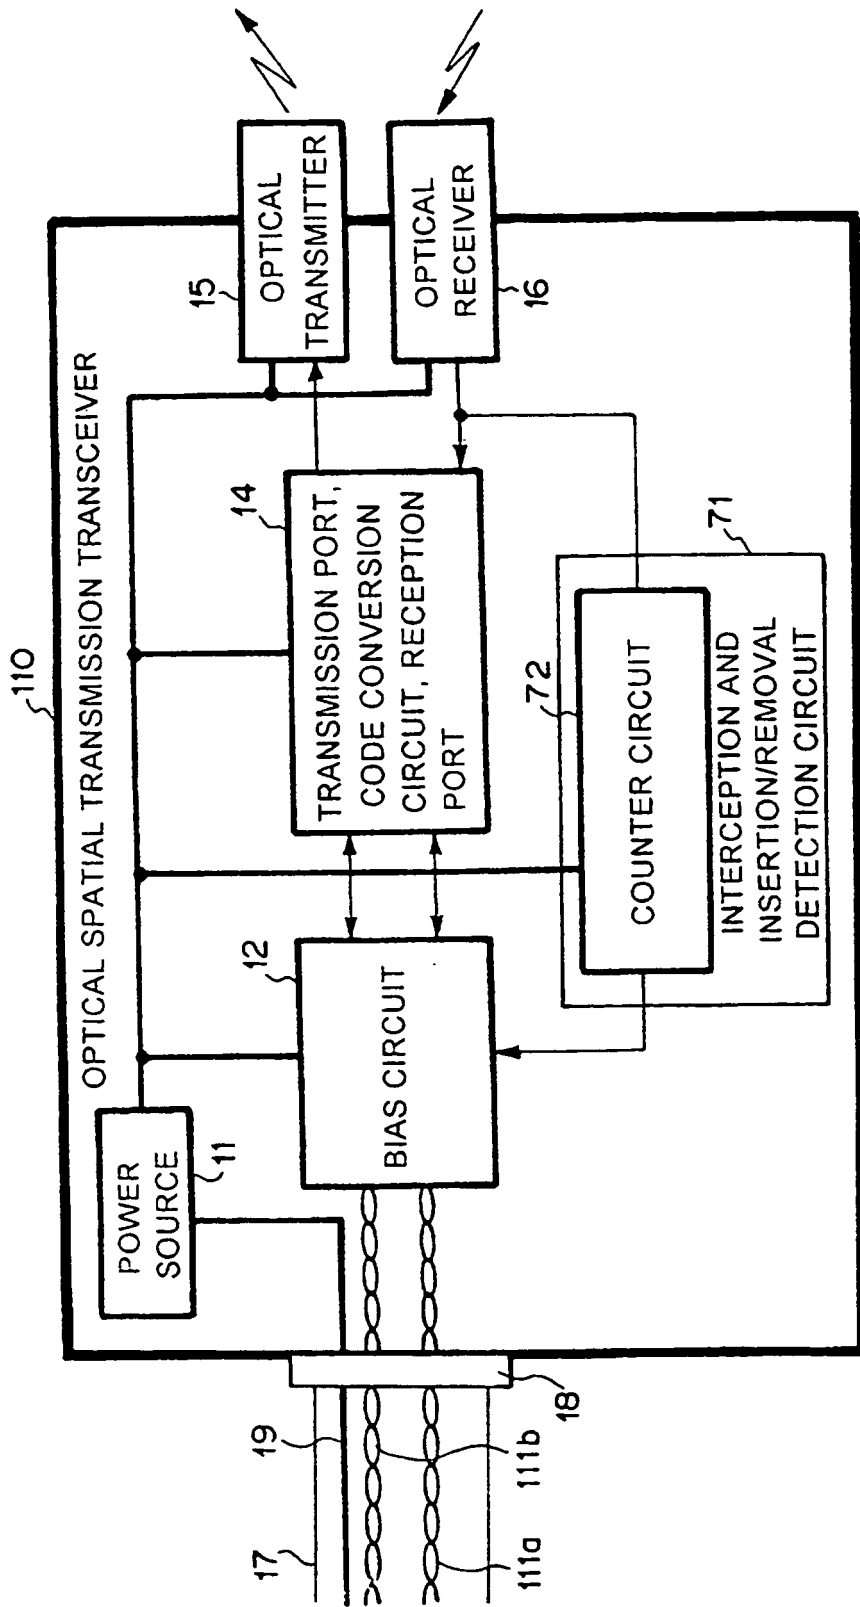 110
OPTICAL SPATIAL TRANSMISSION TRANSCEIVER
POWER
SOURCE
11
12
BIAS CIRCUIT
14
TRANSMISSION PORT,
CODE CONVERSION
CIRCUIT, RECEPTION
PORT
15
OPTICAL
TRANSMITTER
OPTICAL
RECEIVER
16
71
72
COUNTER CIRCUIT
INTERCEPTION AND
INSERTION/REMOVAL
DETECTION CIRCUIT
17
19
18
111b
111a